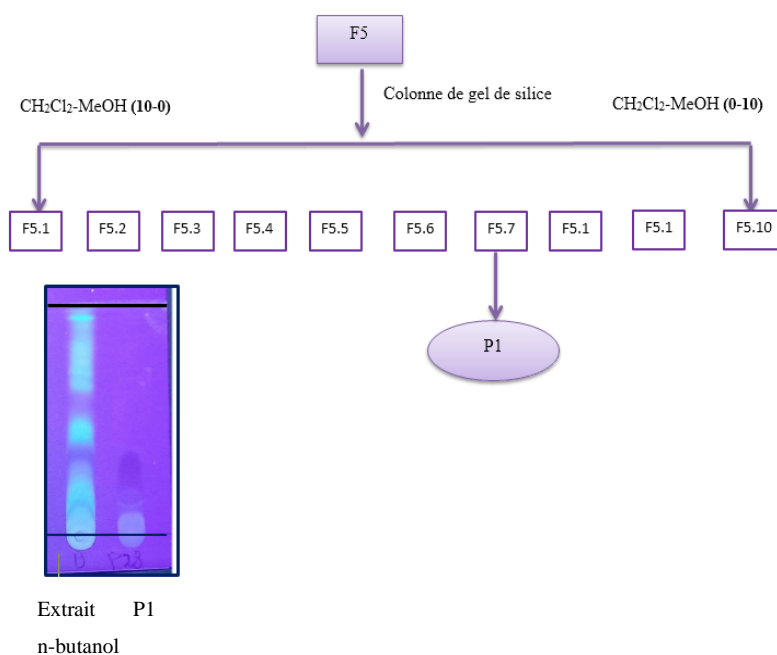 F5
Colonne de gel de silice
CH₂Cl₂-MeOH (10-0)
CH₂Cl₂-MeOH (0-10)
F5.1
F5.2
F5.3
F5.4
F5.5
F5.6
F5.7
F5.1
F5.1
F5.10
P1
Extrait P1
n-butanol